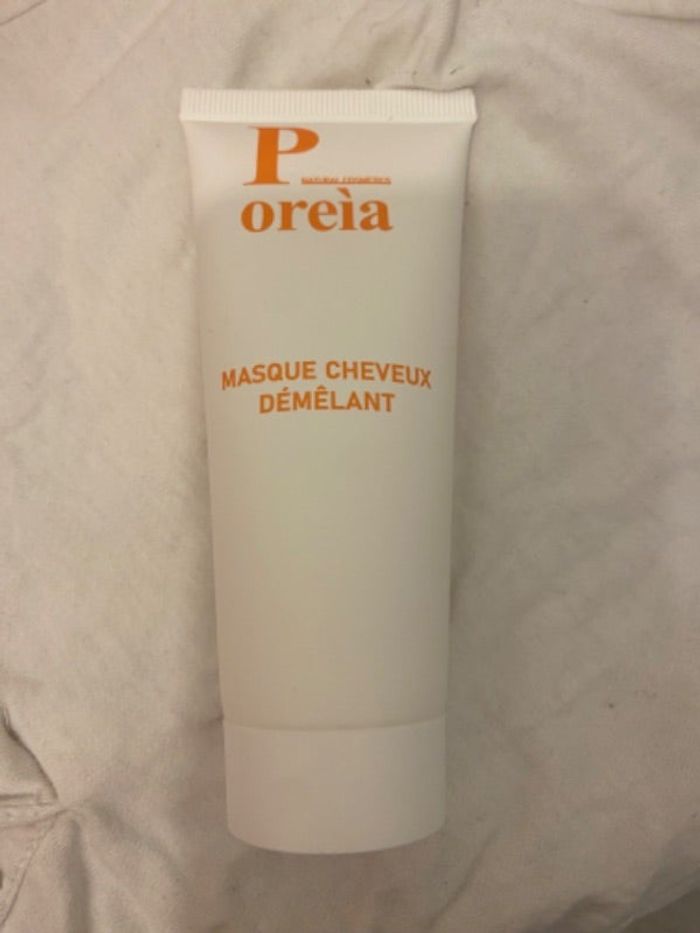 P
NATURAL COSMETICS
oreìa
MASQUE CHEVEUX
DÉMÊLANT